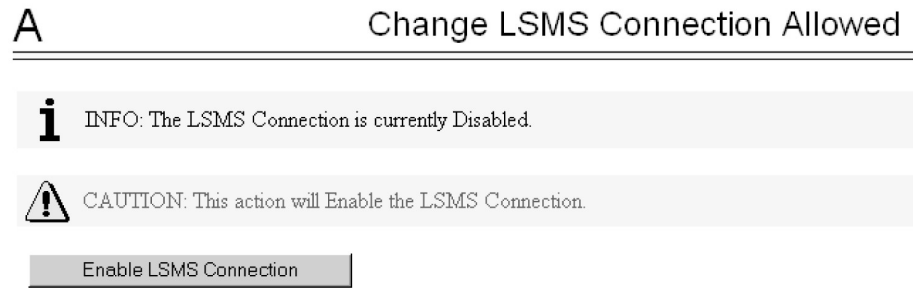 A
Change LSMS Connection Allowed
INFO: The LSMS Connection is currently Disabled.
CAUTION: This action will Enable the LSMS Connection.
Enable LSMS Connection